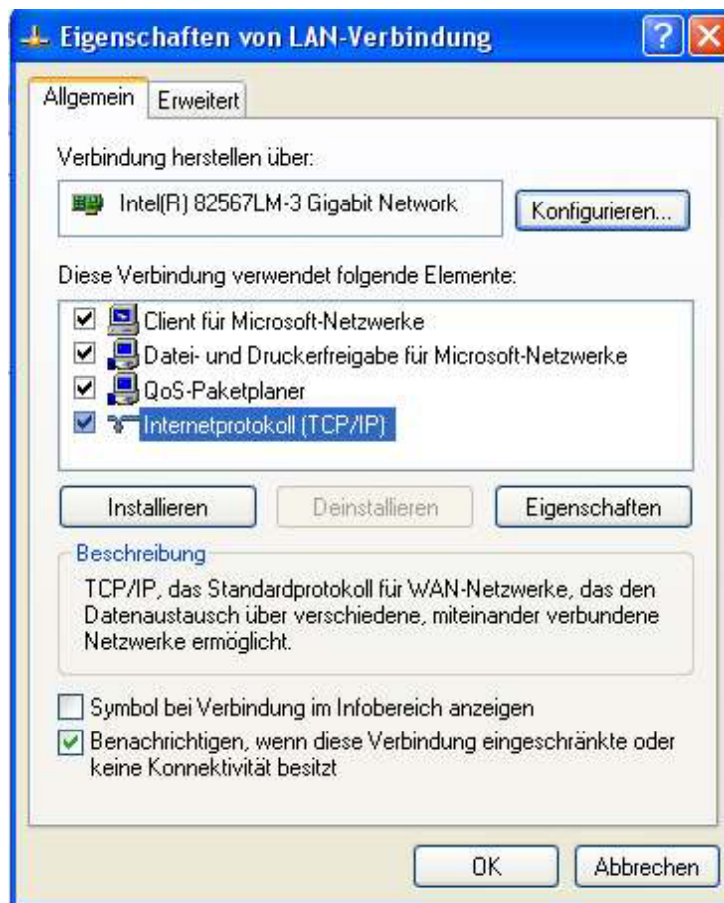 Eigenschaften von LAN-Verbindung
?
Allgemein
Erweitert
Verbindung herstellen über:
Intel(R) 82567LM-3 Gigabit Network
Konfigurieren...
Diese Verbindung verwendet folgende Elemente:
Client für Microsoft-Netzwerke
Datei- und Druckerfreigabe für Microsoft-Netzwerke
QoS-Paketplaner
Internetprotokoll (TCP/IP)
Installieren
Deinstallieren
Eigenschaften
Beschreibung
TCP/IP, das Standardprotokoll für WAN-Netzwerke, das den
Datenaustausch über verschiedene, miteinander verbundene
Netzwerke ermöglicht.
Symbol bei Verbindung im Infobereich anzeigen
Benachrichtigen, wenn diese Verbindung eingeschränkte oder
keine Konnektivität besitzt
OK
Abbrechen